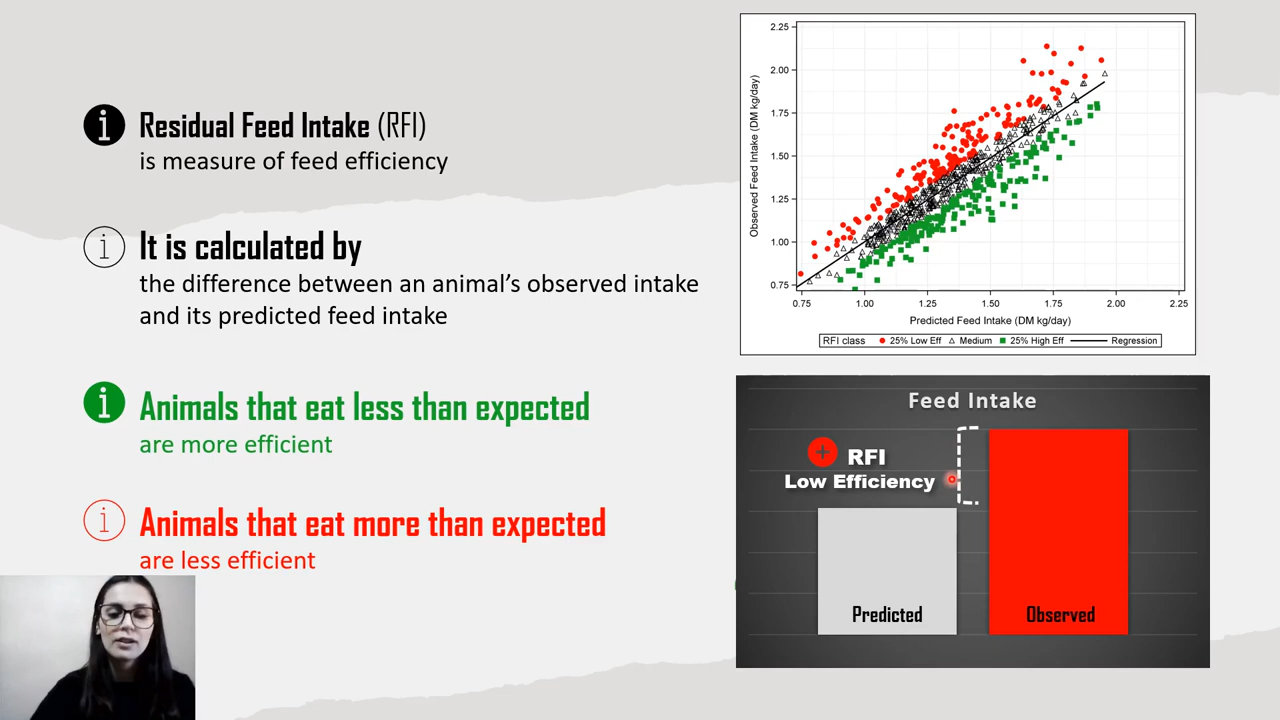 Residual Feed Intake (RFI)
is measure of feed efficiency
It is calculated by
the difference between an animal's observed intake
and its predicted feed intake
Animals that eat less than expected
are more efficient
Animals that eat more than expected
are less efficient
Observed Feed Intake (DM kg/day)
2.25
2.00
1.75
1.50
1.25
1.00
0.75
0.75 1.00 1.25 1.50 1.75 2.00 2.25
Predicted Feed Intake (DM kg/day)
RFI class 25% Low Eff Medium 25% High Eff Regression
Feed Intake
+ RFI
Low Efficiency
Predicted Observed